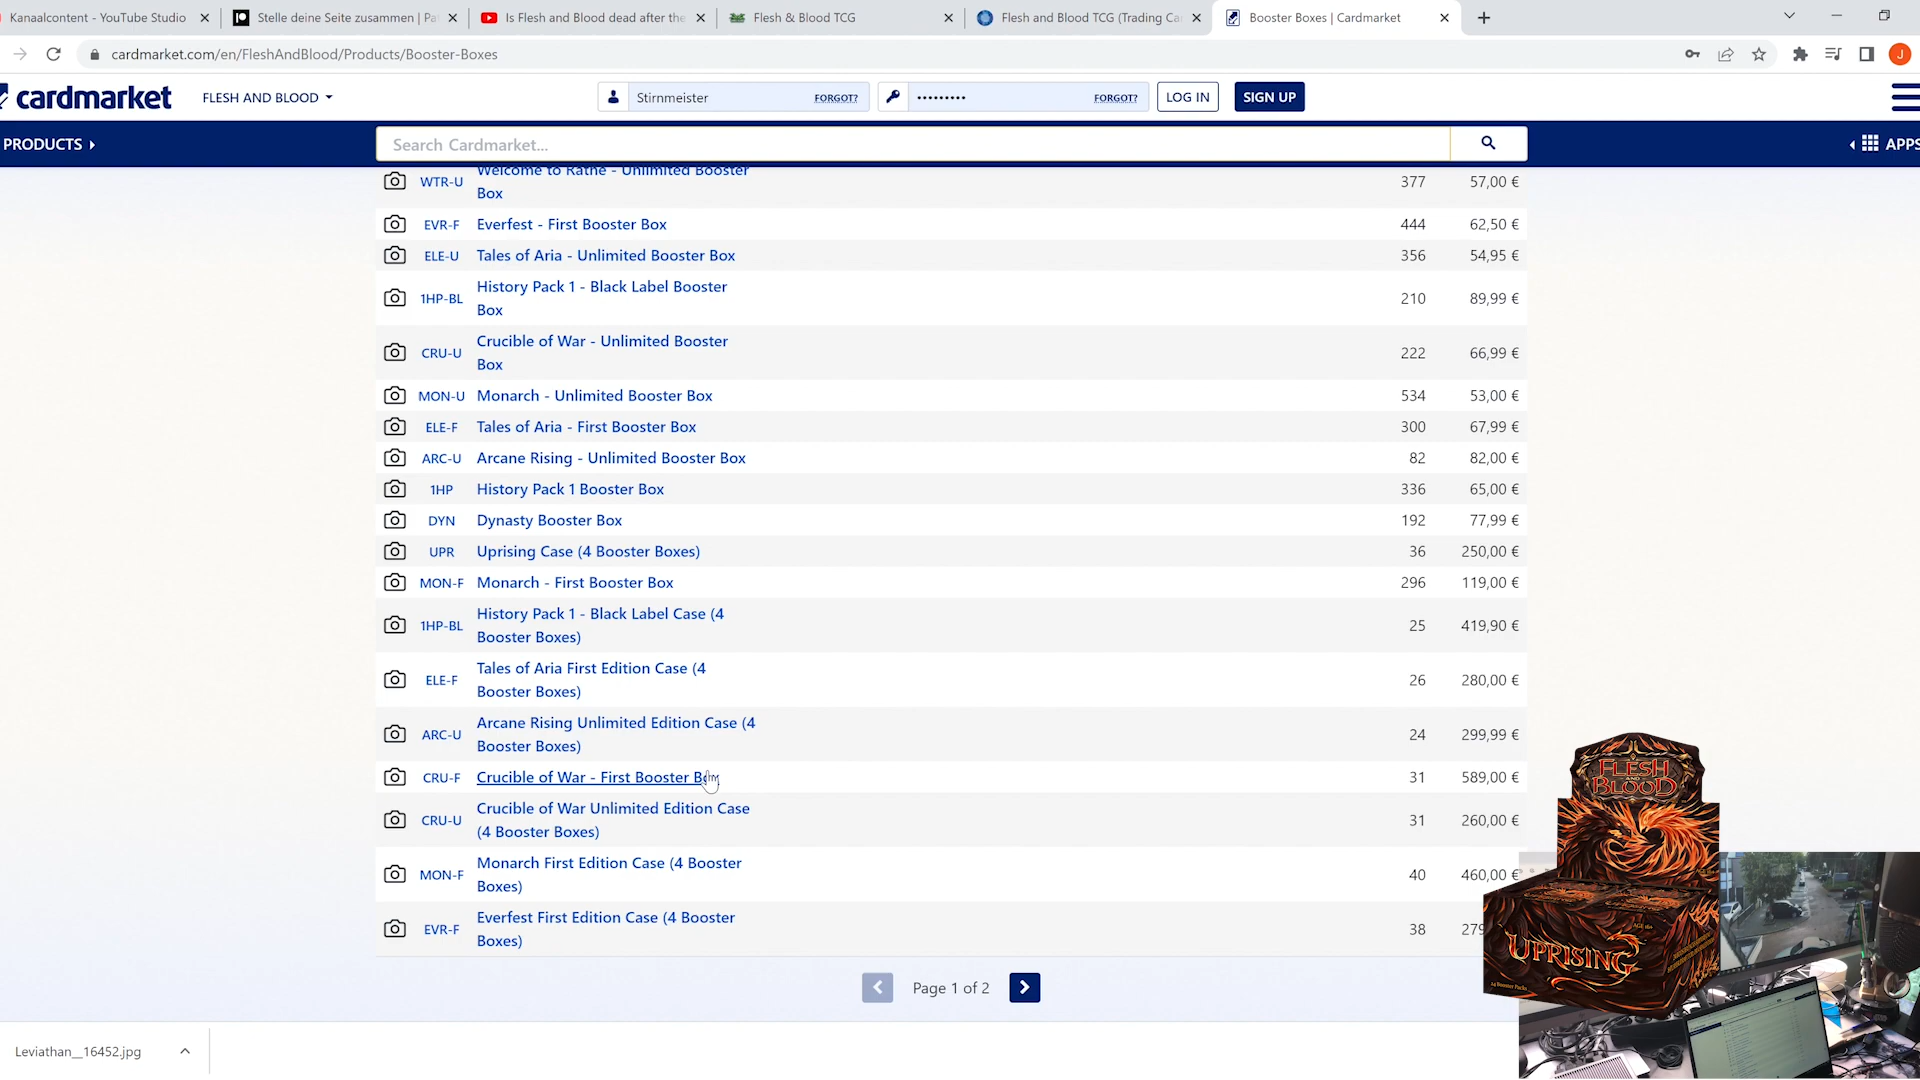 Kanaalcontent - YouTube Studio
Stelle deine Seite zusammen | Pa
Is Flesh and Blood dead after the
Flesh & Blood TCG
Flesh and Blood TCG (Trading Ca
Booster Boxes | Cardmarket
cardmarket.com/en/FleshAndBlood/Products/Booster-Boxes
J
cardmarket
FLESH AND BLOOD
Stirnmeister
FORGOT?
•••••••••
FORGOT?
LOG IN
SIGN UP
PRODUCTS
Search Cardmarket...
APPS
WTR-U Welcome to Rathe - Unlimited Booster
Box
377 57,00 €
EVR-F Everfest - First Booster Box 444 62,50 €
ELE-U Tales of Aria - Unlimited Booster Box 356 54,95 €
1HP-BL History Pack 1 - Black Label Booster
Box
210 89,99 €
CRU-U Crucible of War - Unlimited Booster
Box
222 66,99 €
MON-U Monarch - Unlimited Booster Box 534 53,00 €
ELE-F Tales of Aria - First Booster Box 300 67,99 €
ARC-U Arcane Rising - Unlimited Booster Box 82 82,00 €
1HP History Pack 1 Booster Box 336 65,00 €
DYN Dynasty Booster Box 192 77,99 €
UPR Uprising Case (4 Booster Boxes) 36 250,00 €
MON-F Monarch - First Booster Box 296 119,00 €
1HP-BL History Pack 1 - Black Label Case (4
Booster Boxes)
25 419,90 €
ELE-F Tales of Aria First Edition Case (4
Booster Boxes)
26 280,00 €
ARC-U Arcane Rising Unlimited Edition Case (4
Booster Boxes)
24 299,99 €
CRU-F Crucible of War - First Booster Bo 31 589,00 €
CRU-U Crucible of War Unlimited Edition Case
(4 Booster Boxes)
31 260,00 €
MON-F Monarch First Edition Case (4 Booster
Boxes)
40 460,00 €
EVR-F Everfest First Edition Case (4 Booster
Boxes)
38 279
Page 1 of 2
Leviathan__16452.jpg
FLESH
AND
BLOOD
UPRISING
24 Booster Packs